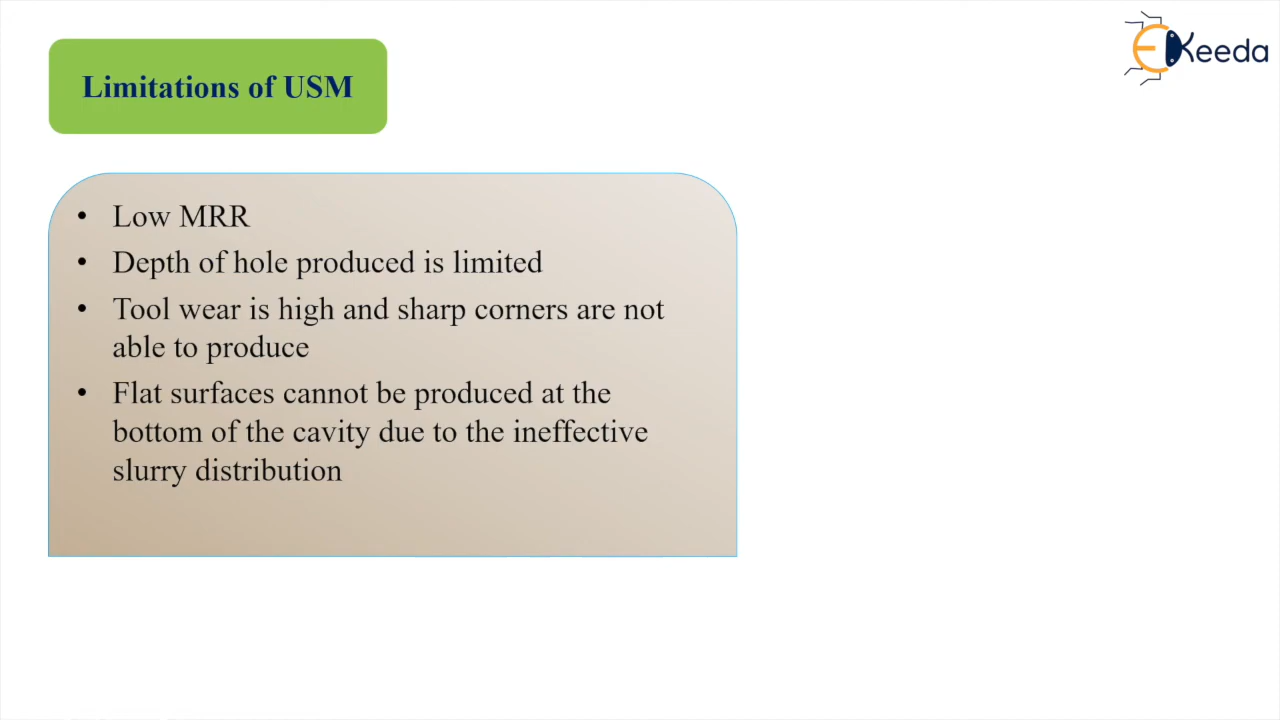 Limitations of USM
EKeeda
• Low MRR
• Depth of hole produced is limited
• Tool wear is high and sharp corners are not
able to produce
• Flat surfaces cannot be produced at the
bottom of the cavity due to the ineffective
slurry distribution